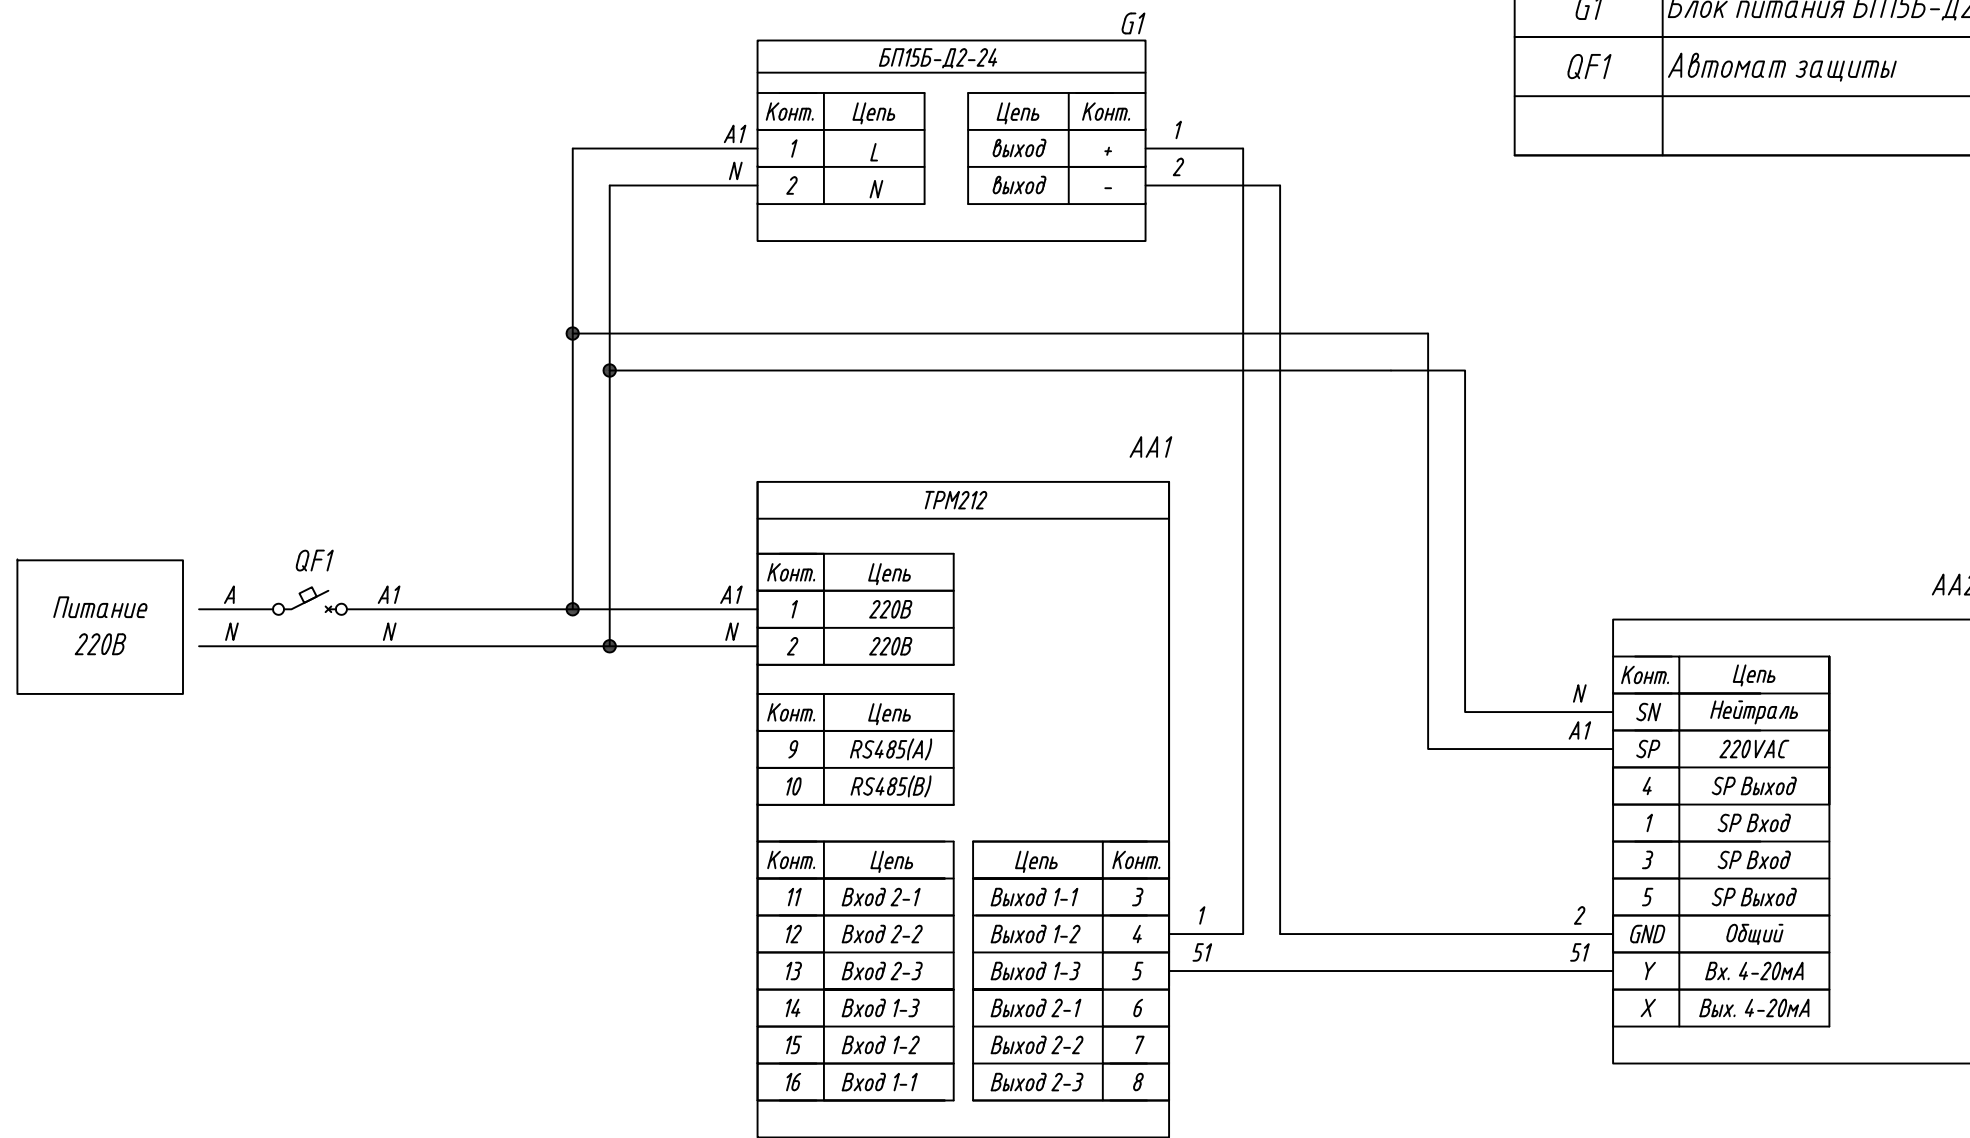 G1
Блок питания БП15Б-Д2
QF1 Автомат защиты
G1
БП15Б-Д2-24
Конт. Цепь Цепь Конт.
A1 1 L выход + 1
N 2 N выход - 2
AA1
ТРМ212
QF1
Питание
220В
A A1 A1
N N N
Конт. Цепь
1 220В
2 220В
Конт. Цепь
9 RS485(A)
10 RS485(B)
Конт. Цепь Цепь Конт.
11 Вход 2-1 Выход 1-1 3
12 Вход 2-2 Выход 1-2 4 1
13 Вход 2-3 Выход 1-3 5 51
14 Вход 1-3 Выход 2-1 6
15 Вход 1-2 Выход 2-2 7
16 Вход 1-1 Выход 2-3 8
AA2
Конт. Цепь
N SN Нейтраль
A1 SP 220VAC
4 SP Выход
1 SP Вход
3 SP Вход
5 SP Выход
2 GND Общий
51 Y Вх. 4-20мА
X Вых. 4-20мА